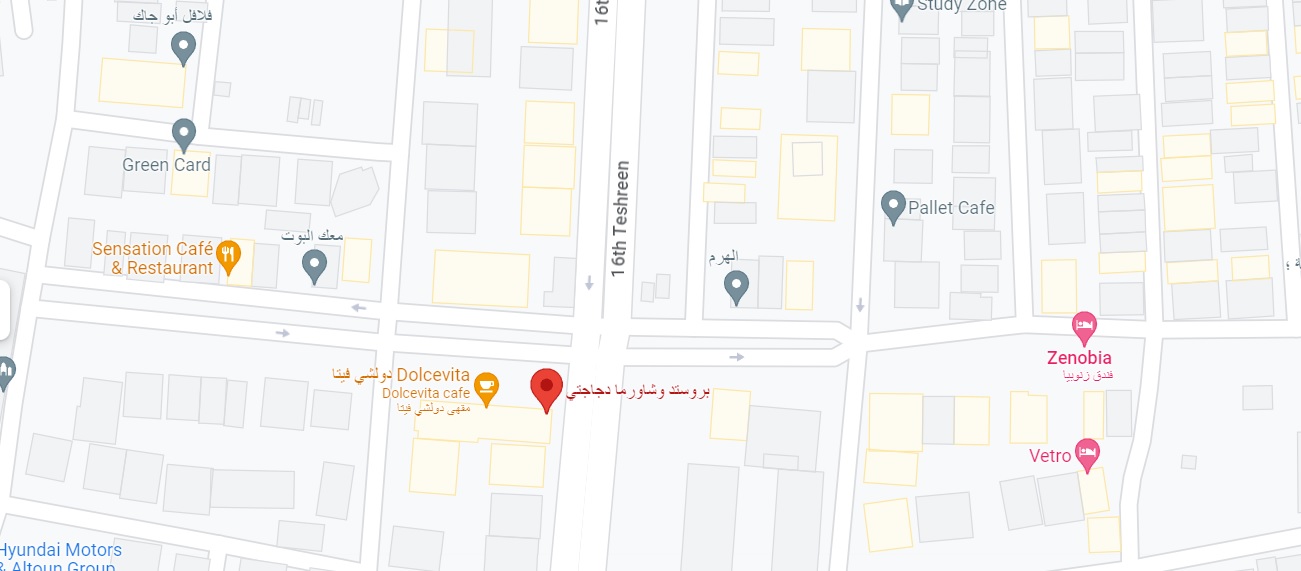 فلافل أبو جاك
16th
Study Zone
Green Card
16th Teshreen
Pallet Cafe
Sensation Café
& Restaurant
معك البوت
الهرم
Zenobia
فندق زنوبيا
Dolcevita دولشي فيتا
Dolcevita cafe
مقهى دولشي فيتا
بروستد وشاورما دجاجتي
Vetro
Hyundai Motors
& Altoun Group